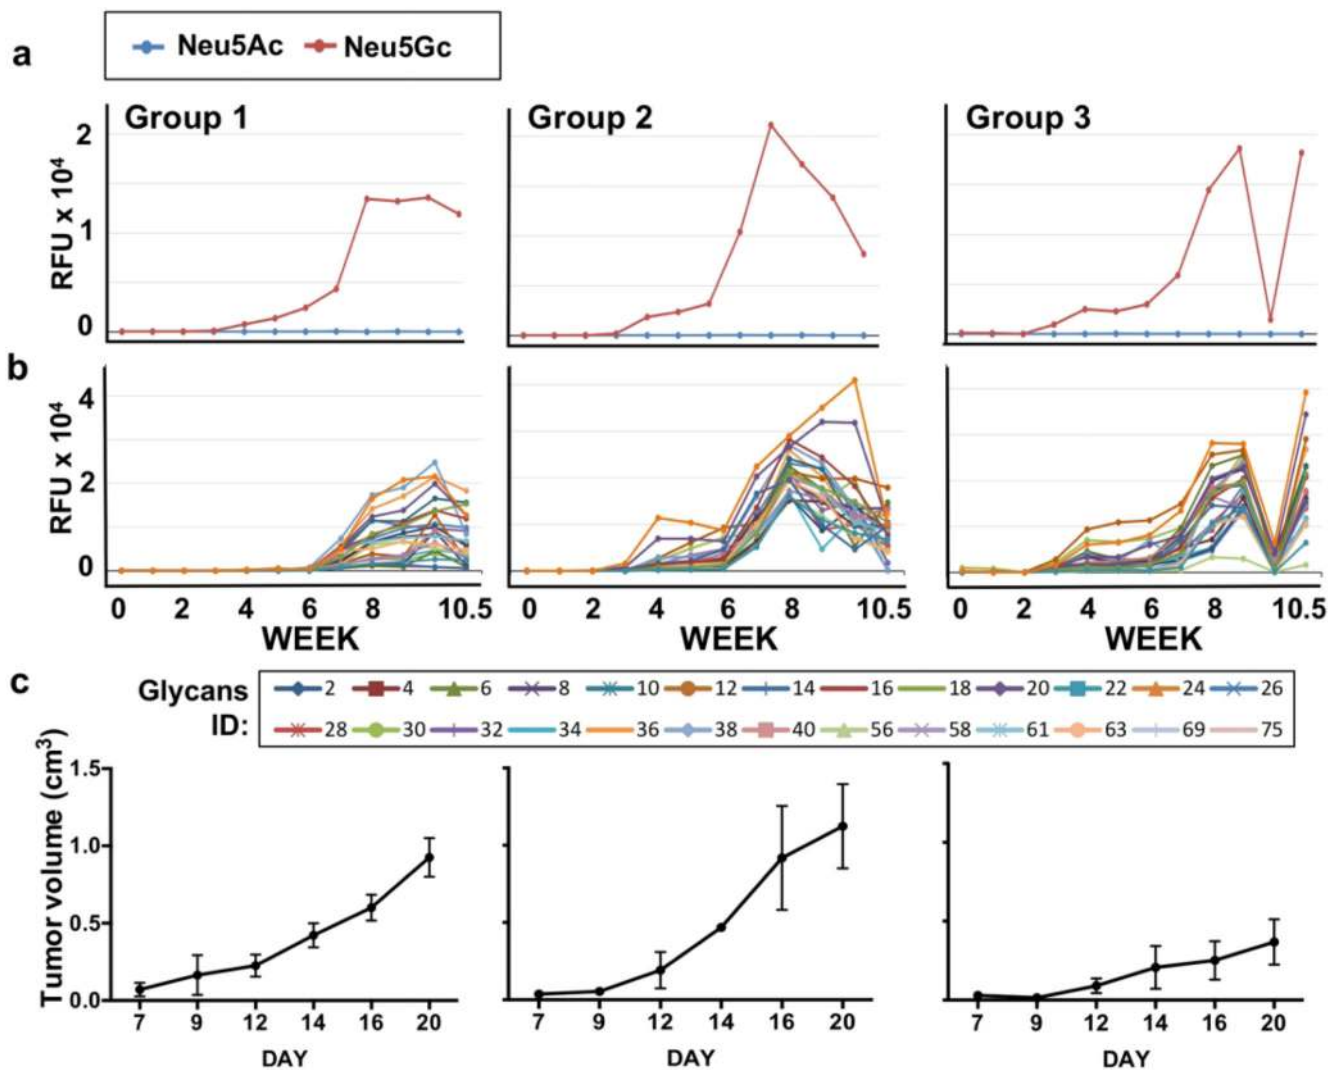 a
Neu5Ac Neu5Gc
Group 1 Group 2 Group 3
RFU x 10⁴
2
1
0
b
RFU x 10⁴
4
2
0
0 2 4 6 8 10.5 0 2 4 6 8 10.5 0 2 4 6 8 10.5
WEEK WEEK WEEK
c
Glycans ID:
2 4 6 8 10 12 14 16 18 20 22 24 26
28 30 32 34 36 38 40 56 58 61 63 69 75
Tumor volume (cm³)
1.5
1.0
0.5
0.0
7 9 12 14 16 20 7 9 12 14 16 20 7 9 12 14 16 20
DAY DAY DAY